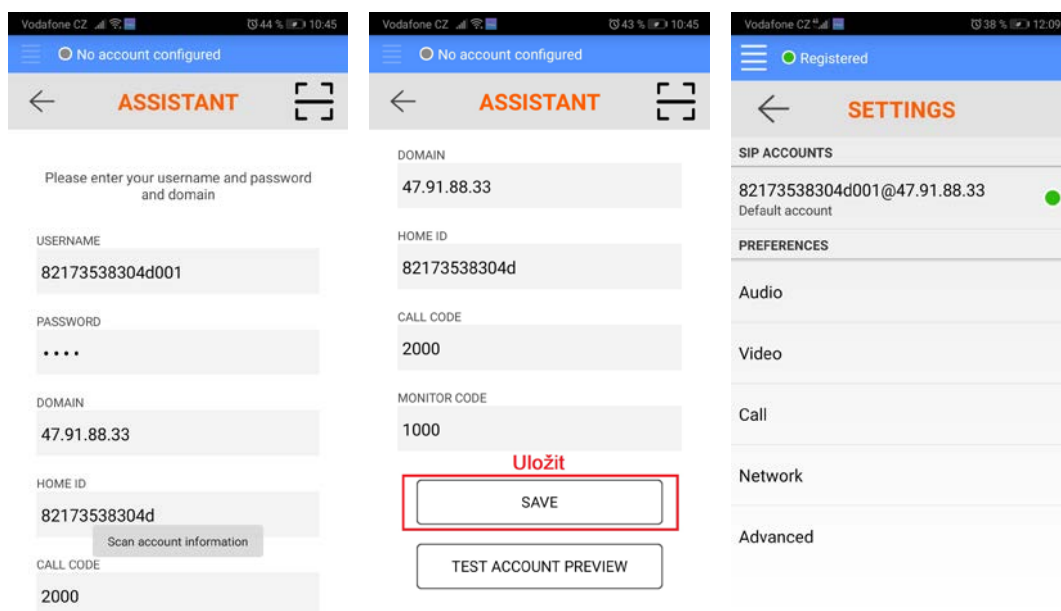 Vodafone CZ 44 % 10:45
No account configured
ASSISTANT
Please enter your username and password
and domain
USERNAME
82173538304d001
PASSWORD
••••
DOMAIN
47.91.88.33
HOME ID
82173538304d
Scan account information
CALL CODE
2000
Vodafone CZ 43 % 10:45
No account configured
ASSISTANT
DOMAIN
47.91.88.33
HOME ID
82173538304d
CALL CODE
2000
MONITOR CODE
1000
Uložit
SAVE
TEST ACCOUNT PREVIEW
Vodafone CZ 38 % 12:09
Registered
SETTINGS
SIP ACCOUNTS
82173538304d001@47.91.88.33
Default account
PREFERENCES
Audio
Video
Call
Network
Advanced